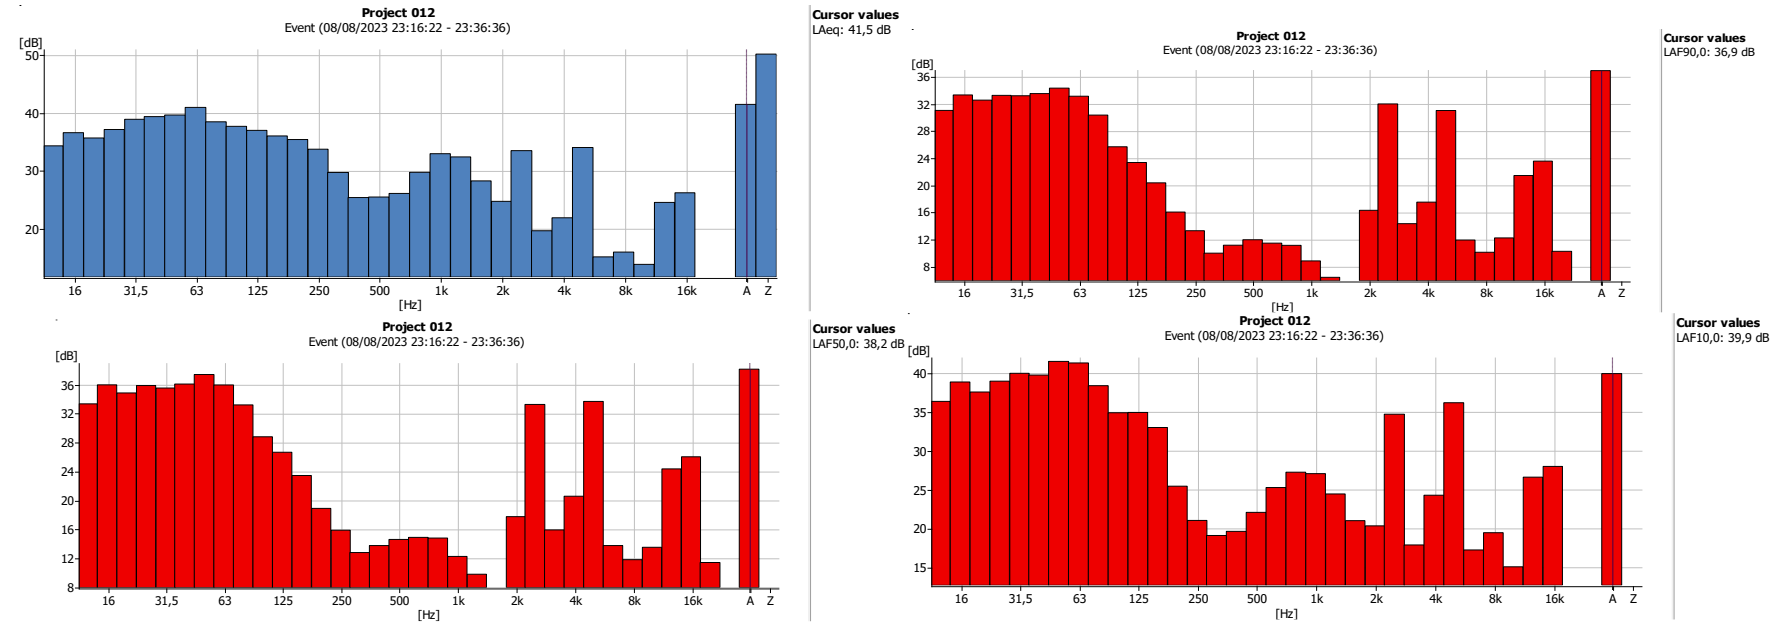 Project 012
Event (08/08/2023 23:16:22 - 23:36:36)
[dB]
50
40
30
20
16 31,5 63 125 250 500 1k 2k 4k 8k 16k A Z
[Hz]
Cursor values
LAeq: 41,5 dB
Project 012
Event (08/08/2023 23:16:22 - 23:36:36)
[dB]
36
32
28
24
20
16
12
8
16 31,5 63 125 250 500 1k 2k 4k 8k 16k A Z
[Hz]
Cursor values
LAF90,0: 36,9 dB
Project 012
Event (08/08/2023 23:16:22 - 23:36:36)
[dB]
36
32
28
24
20
16
12
8
16 31,5 63 125 250 500 1k 2k 4k 8k 16k A Z
[Hz]
Cursor values
LAF50,0: 38,2 dB
Project 012
Event (08/08/2023 23:16:22 - 23:36:36)
[dB]
40
35
30
25
20
15
16 31,5 63 125 250 500 1k 2k 4k 8k 16k A Z
[Hz]
Cursor values
LAF10,0: 39,9 dB